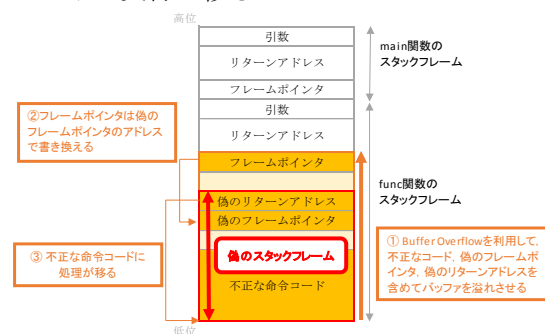 高位
引数
リターンアドレス
フレームポインタ
引数
リターンアドレス
フレームポインタ
偽のリターンアドレス
偽のフレームポインタ
偽のスタックフレーム
不正な命令コード
低位
main関数の
スタックフレーム
func関数の
スタックフレーム
②フレームポインタは偽の
フレームポインタのアドレス
で書き換える
③ 不正な命令コードに
処理が移る
① Buffer Overflowを利用して,
不正なコード, 偽のフレームポ
インタ, 偽のリターンアドレスを
含めてバッファを溢れさせる